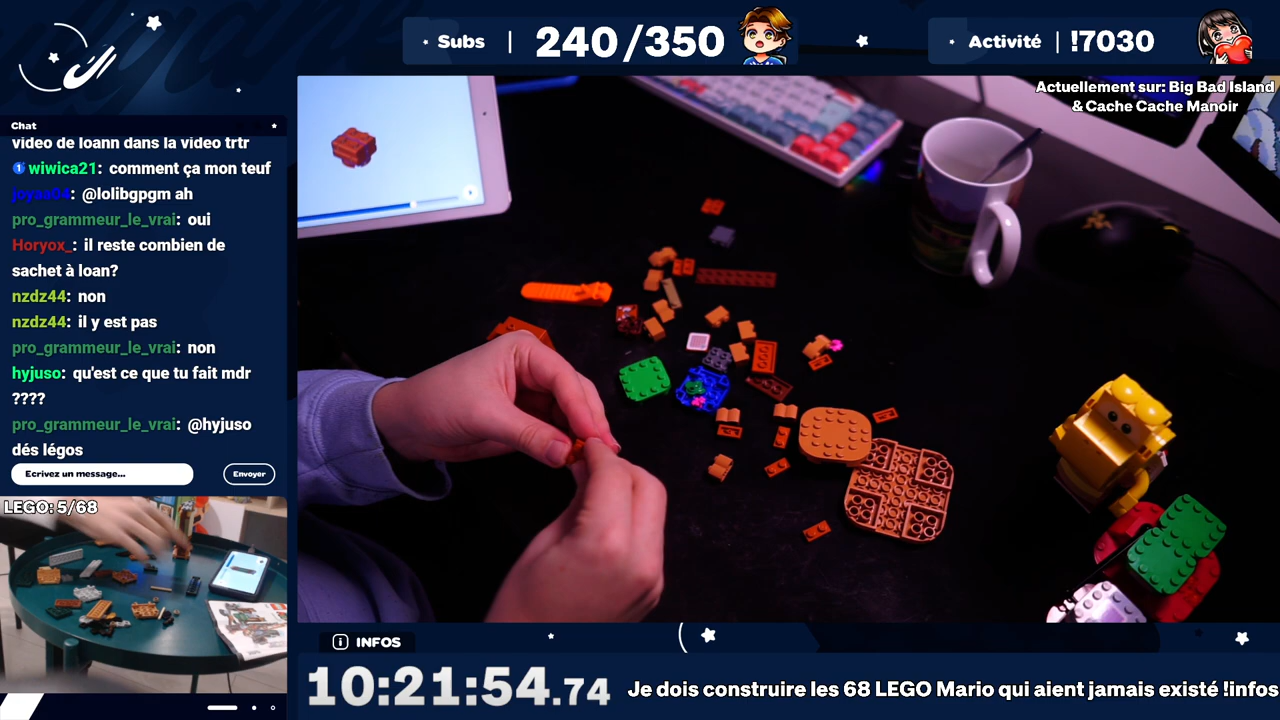 Subs | 240/350
Activité | !7030
Actuellement sur: Big Bad Island
& Cache Cache Manoir
Chat
video de loann dans la video trtr
1 wiwica21: comment ça mon teuf
joyaa04: @lolibgpgm ah
pro_grammeur_le_vrai: oui
Horyox_: il reste combien de
sachet à loan?
nzdz44: non
nzdz44: il y est pas
pro_grammeur_le_vrai: non
hyjuso: qu'est ce que tu fait mdr
????
pro_grammeur_le_vrai: @hyjuso
dés légos
Ecrivez un message...
Envoyer
LEGO: 5/68
i INFOS
10:21:54.74
Je dois construire les 68 LEGO Mario qui aient jamais existé !infos